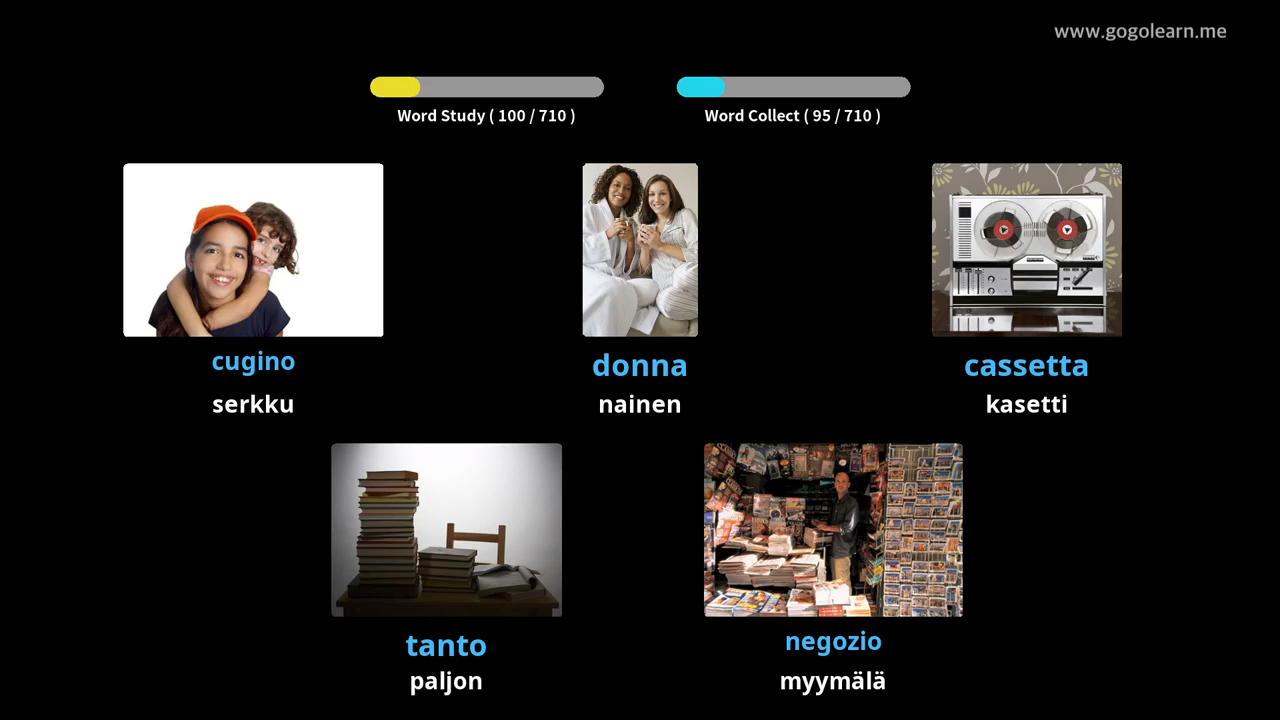 www.gogolearn.me
Word Study ( 100 / 710 )
Word Collect ( 95 / 710 )
cugino
serkku
donna
nainen
cassetta
kasetti
tanto
paljon
negozio
myymälä